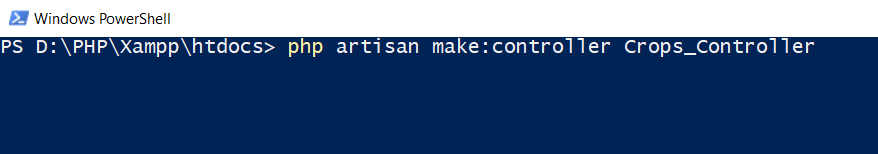 Windows PowerShell
PS D:\PHP\Xampp\htdocs> php artisan make:controller Crops_Controller